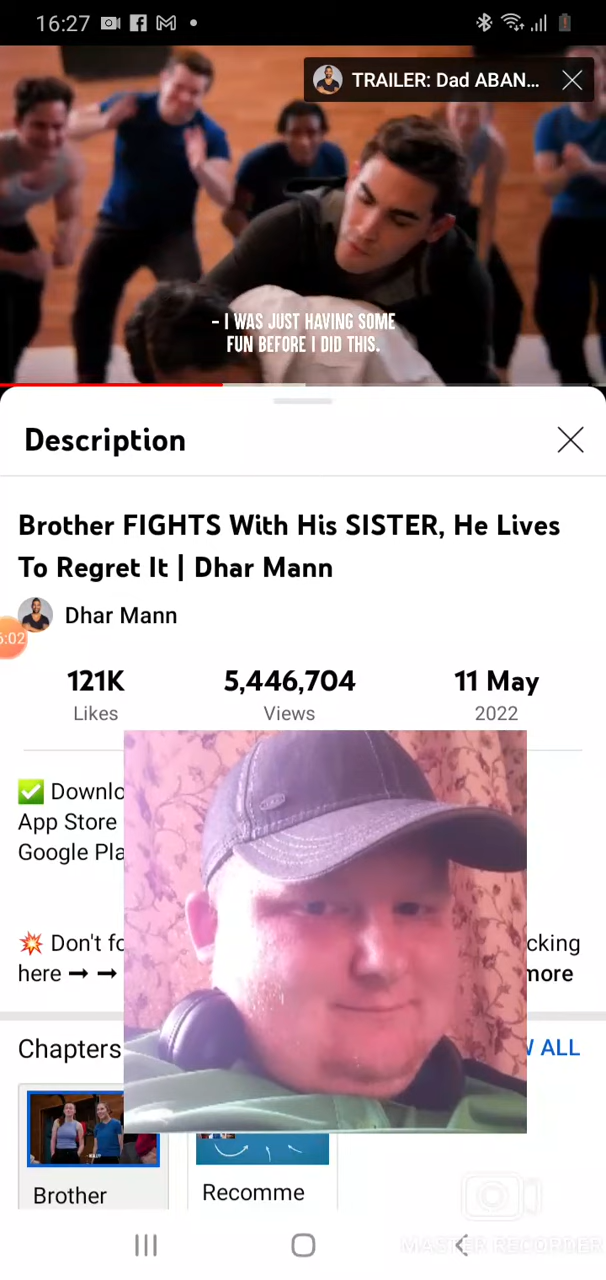 16:27
TRAILER: Dad ABAN...
- I WAS JUST HAVING SOME
FUN BEFORE I DID THIS.
Description
Brother FIGHTS With His SISTER, He Lives
To Regret It | Dhar Mann
Dhar Mann
6:02
121K 5,446,704 11 May
Likes Views 2022
✅ Downlo
App Store
Google Pla
💥 Don't fo cking
here ➞ ➞ more
Chapters W ALL
Brother Recomme
MASTER RECORDER